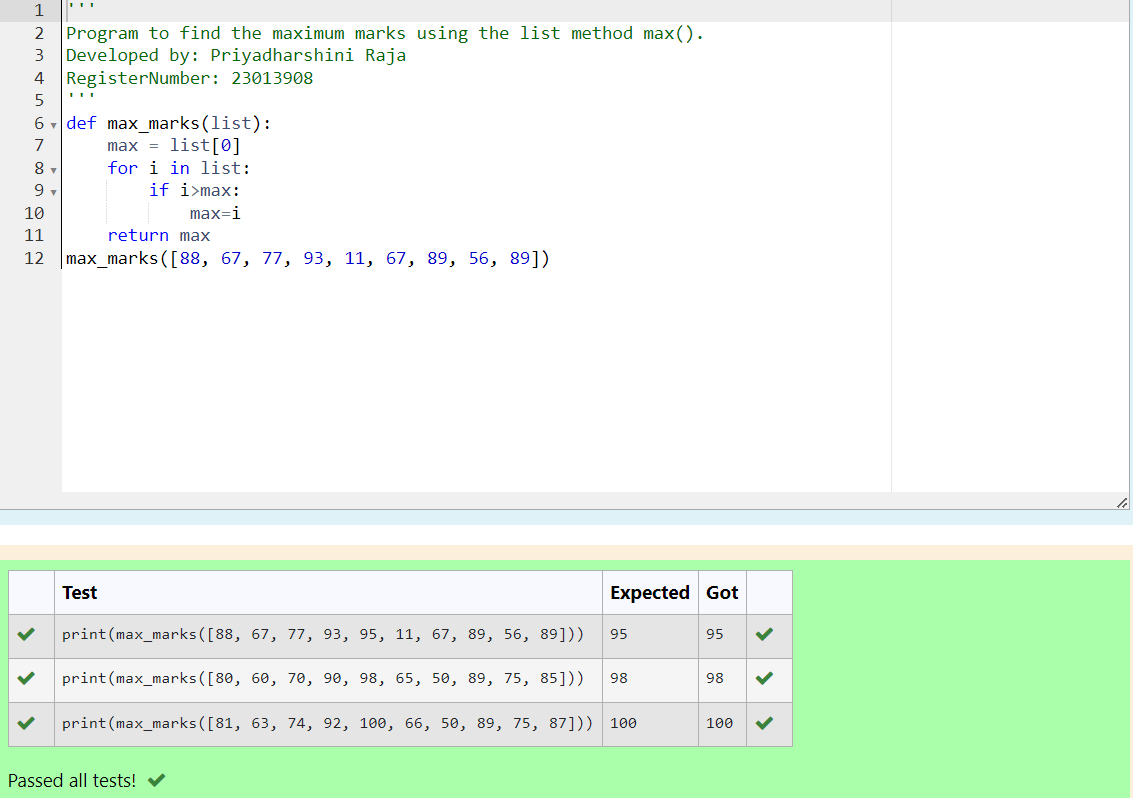 1 '''
2 Program to find the maximum marks using the list method max().
3 Developed by: Priyadharshini Raja
4 RegisterNumber: 23013908
5 '''
6 def max_marks(list):
7     max = list[0]
8     for i in list:
9         if i>max:
10             max=i
11     return max
12 max_marks([88, 67, 77, 93, 11, 67, 89, 56, 89])
Test Expected Got
print(max_marks([88, 67, 77, 93, 95, 11, 67, 89, 56, 89])) 95 95
print(max_marks([80, 60, 70, 90, 98, 65, 50, 89, 75, 85])) 98 98
print(max_marks([81, 63, 74, 92, 100, 66, 50, 89, 75, 87])) 100 100
Passed all tests!